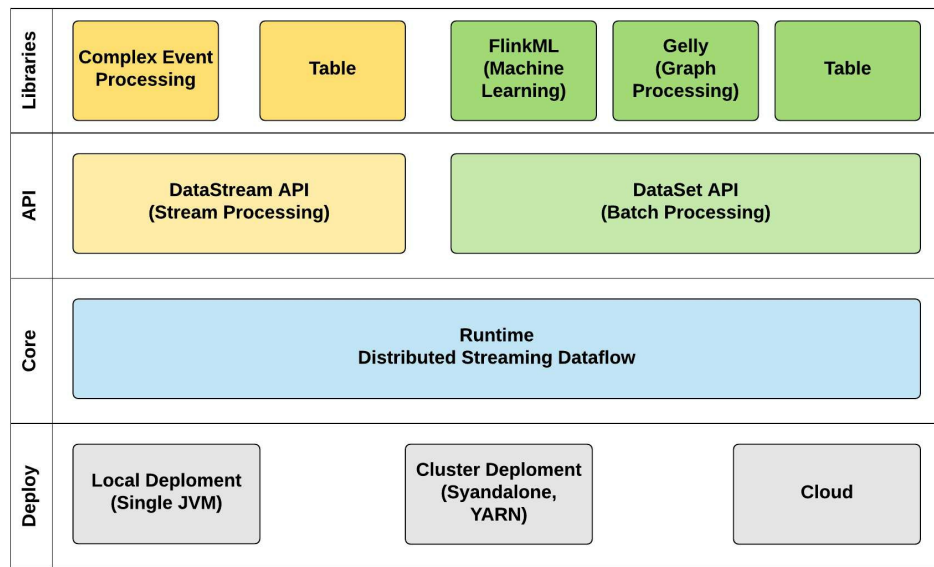 Libraries
Complex Event
Processing
Table
FlinkML
(Machine
Learning)
Gelly
(Graph
Processing)
Table
API
DataStream API
(Stream Processing)
DataSet API
(Batch Processing)
Core
Runtime
Distributed Streaming Dataflow
Deploy
Local Deploment
(Single JVM)
Cluster Deploment
(Syandalone,
YARN)
Cloud